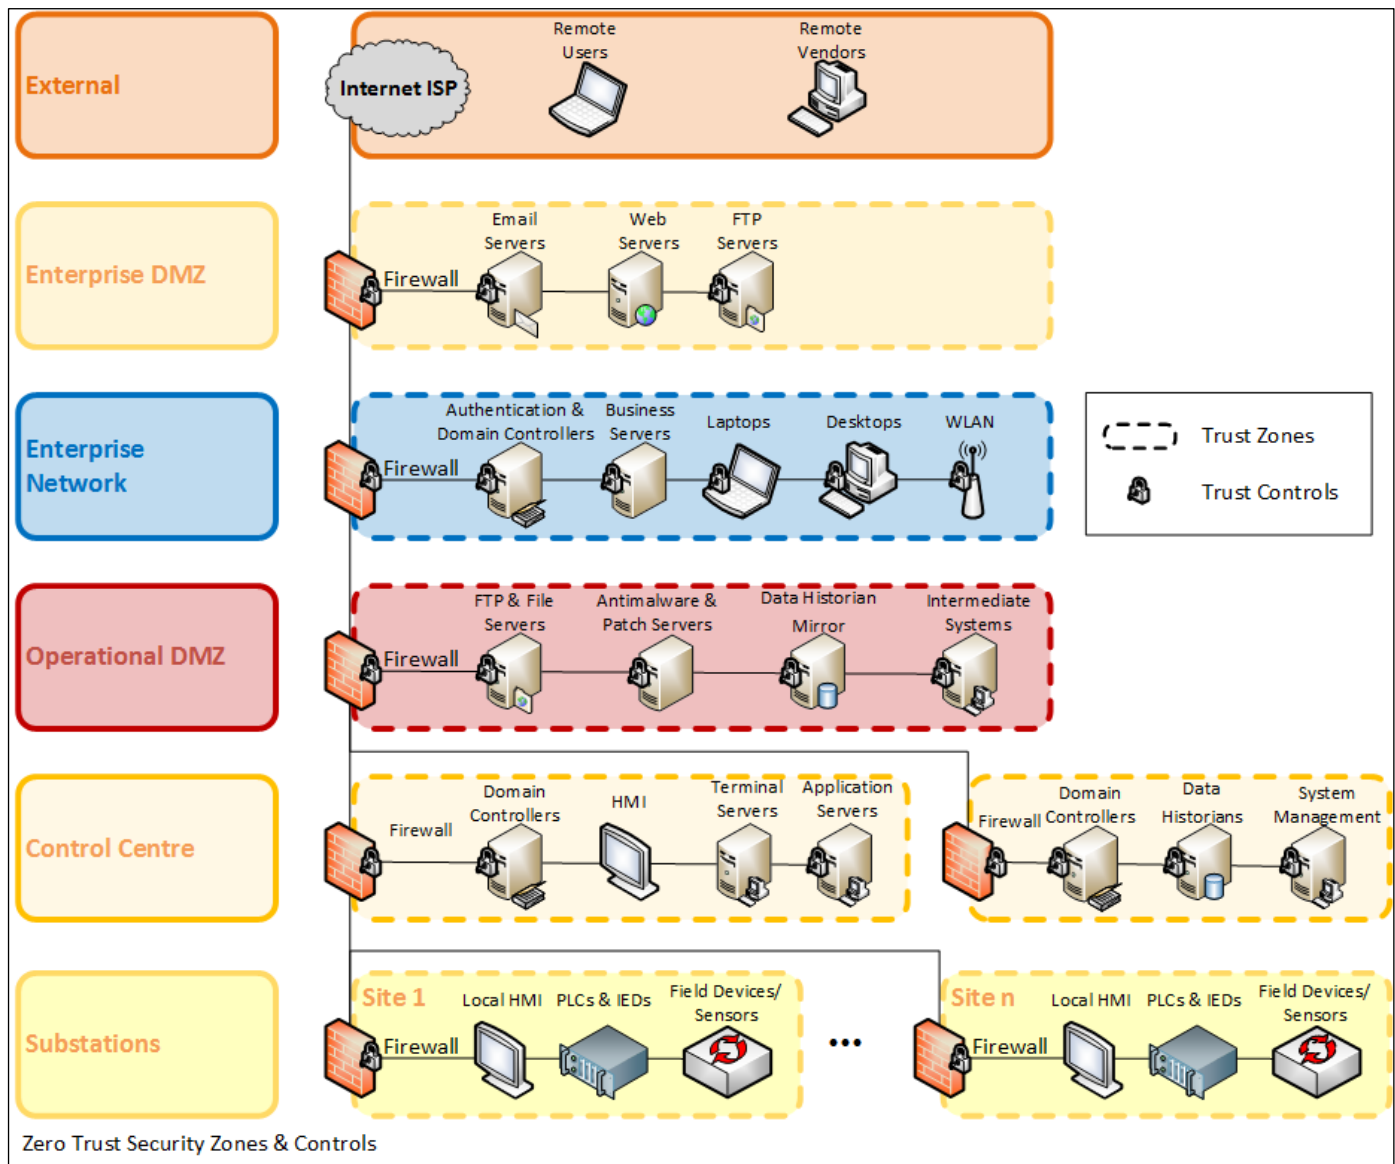 External
Internet ISP
Remote
Users
Remote
Vendors
Enterprise DMZ
Firewall
Email
Servers
Web
Servers
FTP
Servers
Enterprise
Network
Firewall
Authentication &
Domain Controllers
Business
Servers
Laptops
Desktops
WLAN
Trust Zones
Trust Controls
Operational DMZ
Firewall
FTP & File
Servers
Antimalware &
Patch Servers
Data Historian
Mirror
Intermediate
Systems
Control Centre
Firewall
Domain
Controllers
HMI
Terminal
Servers
Application
Servers
Firewall
Domain
Controllers
Data
Historians
System
Management
Substations
Site 1
Firewall
Local HMI
PLCs & IEDs
Field Devices/
Sensors
•••
Site n
Firewall
Local HMI
PLCs & IEDs
Field Devices/
Sensors
Zero Trust Security Zones & Controls